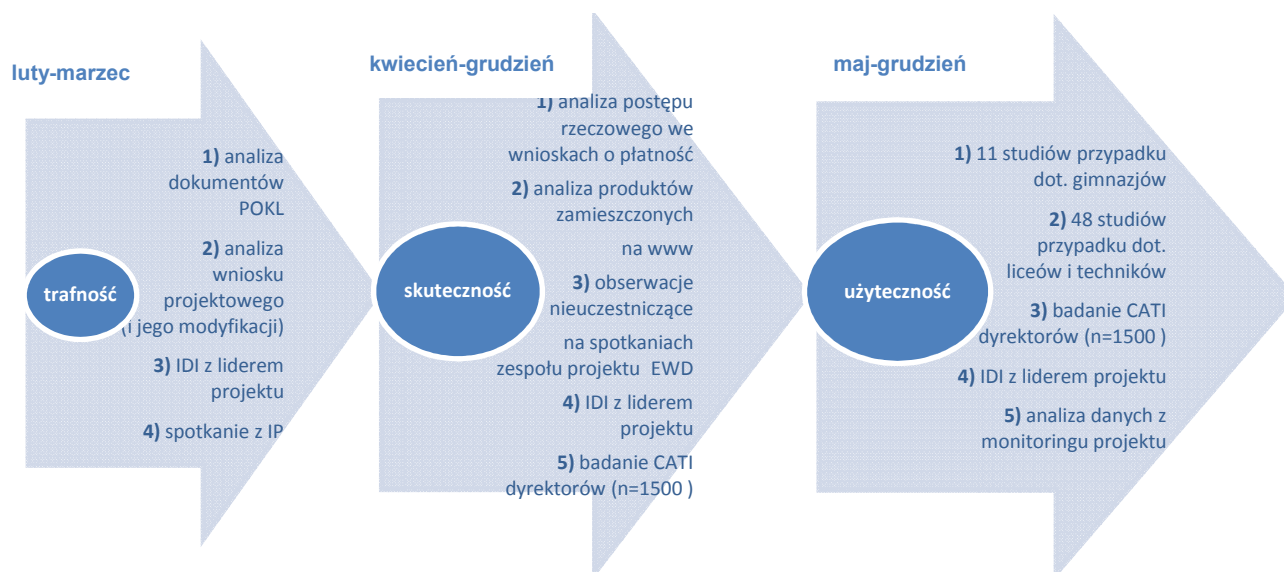 luty-marzec
1) analiza
dokumentów
POKL
2) analiza
wniosku
projektowego
(i jego modyfikacji)
3) IDI z liderem
projektu
4) spotkanie z IP
trafność
kwiecień-grudzień
1) analiza postępu
rzeczowego we
wnioskach o płatność
2) analiza produktów
zamieszczonych
na www
3) obserwacje
nieuczestniczące
na spotkaniach
zespołu projektu EWD
4) IDI z liderem
projektu
5) badanie CATI
dyrektorów (n=1500 )
skuteczność
maj-grudzień
1) 11 studiów przypadku
dot. gimnazjów
2) 48 studiów
przypadku dot.
liceów i techników
3) badanie CATI
dyrektorów (n=1500 )
4) IDI z liderem projektu
5) analiza danych z
monitoringu projektu
użyteczność